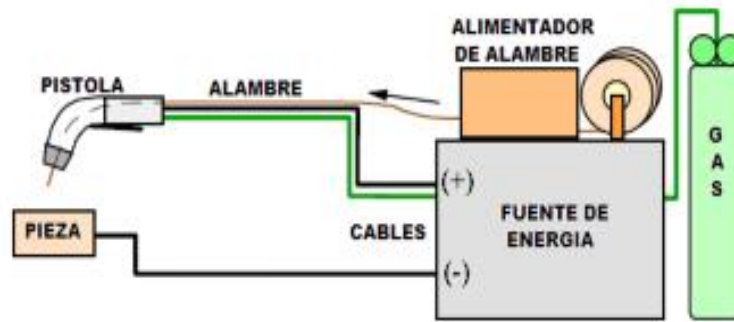 ALIMENTADOR
DE ALAMBRE
PISTOLA
ALAMBRE
G
A
S
(+)
PIEZA
CABLES
FUENTE DE
ENERGIA
(-)